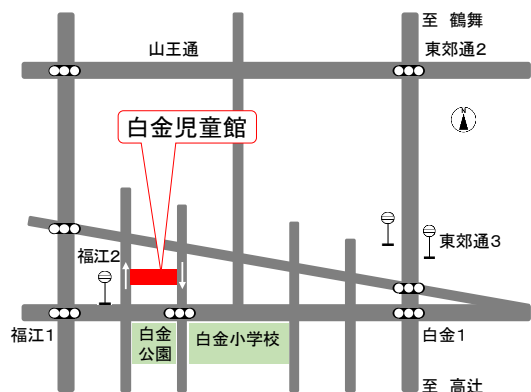 至 鶴舞
山王通
東郊通2
白金児童館
N
福江2
東郊通3
福江1
白金
公園
白金小学校
白金1
至 高辻